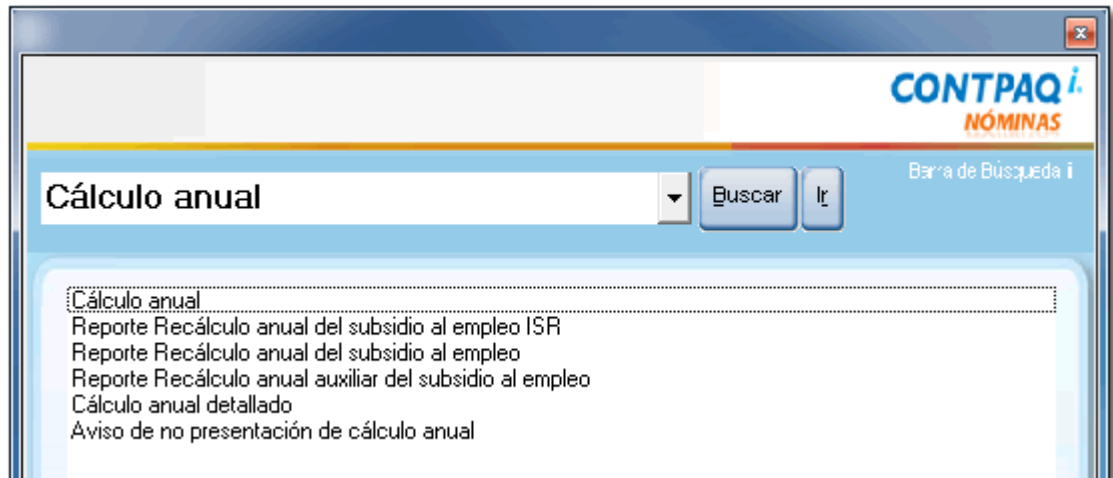 CONTPAQ i.
NÓMINAS
Barra de Búsqueda i
Cálculo anual
Buscar
Ir
Cálculo anual
Reporte Recálculo anual del subsidio al empleo ISR
Reporte Recálculo anual del subsidio al empleo
Reporte Recálculo anual auxiliar del subsidio al empleo
Cálculo anual detallado
Aviso de no presentación de cálculo anual